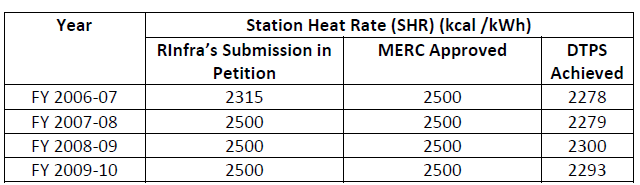 Year Station Heat Rate (SHR) (kcal /kWh)
RInfra's Submission in Petition MERC Approved DTPS Achieved
FY 2006-07 2315 2500 2278
FY 2007-08 2500 2500 2279
FY 2008-09 2500 2500 2300
FY 2009-10 2500 2500 2293